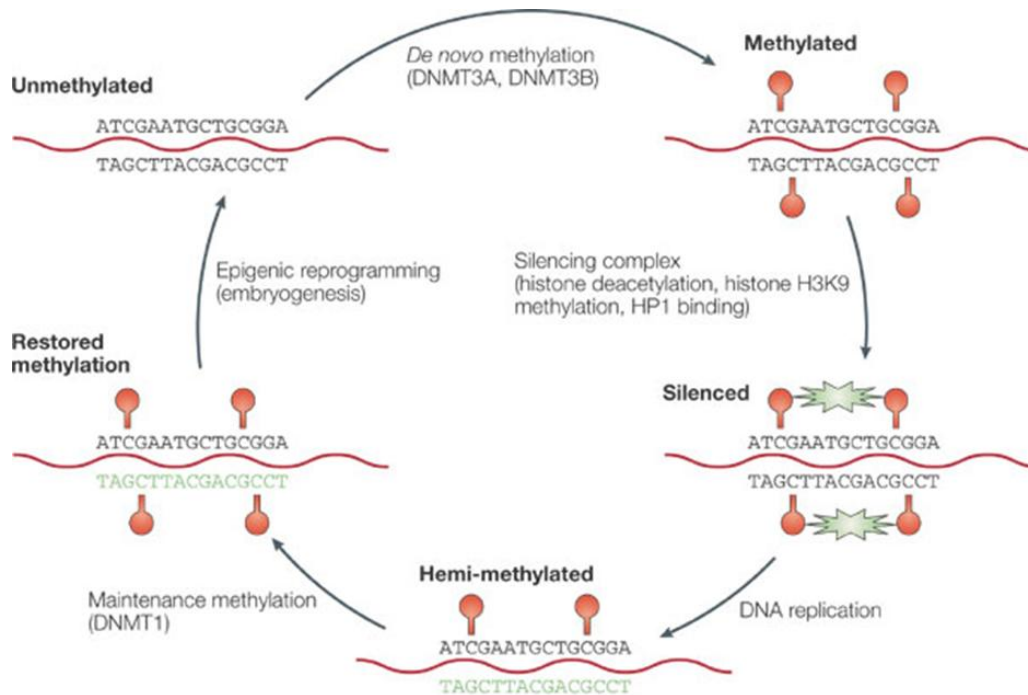 De novo methylation
(DNMT3A, DNMT3B)
Methylated
ATCGAATGCTGCGGA
TAGCTTACGACGCCT
Unmethylated
ATCGAATGCTGCGGA
TAGCTTACGACGCCT
Silencing complex
(histone deacetylation, histone H3K9
methylation, HP1 binding)
Epigenic reprogramming
(embryogenesis)
Restored
methylation
ATCGAATGCTGCGGA
TAGCTTACGACGCCT
Silenced
ATCGAATGCTGCGGA
TAGCTTACGACGCCT
Hemi-methylated
ATCGAATGCTGCGGA
TAGCTTACGACGCCT
Maintenance methylation
(DNMT1)
DNA replication